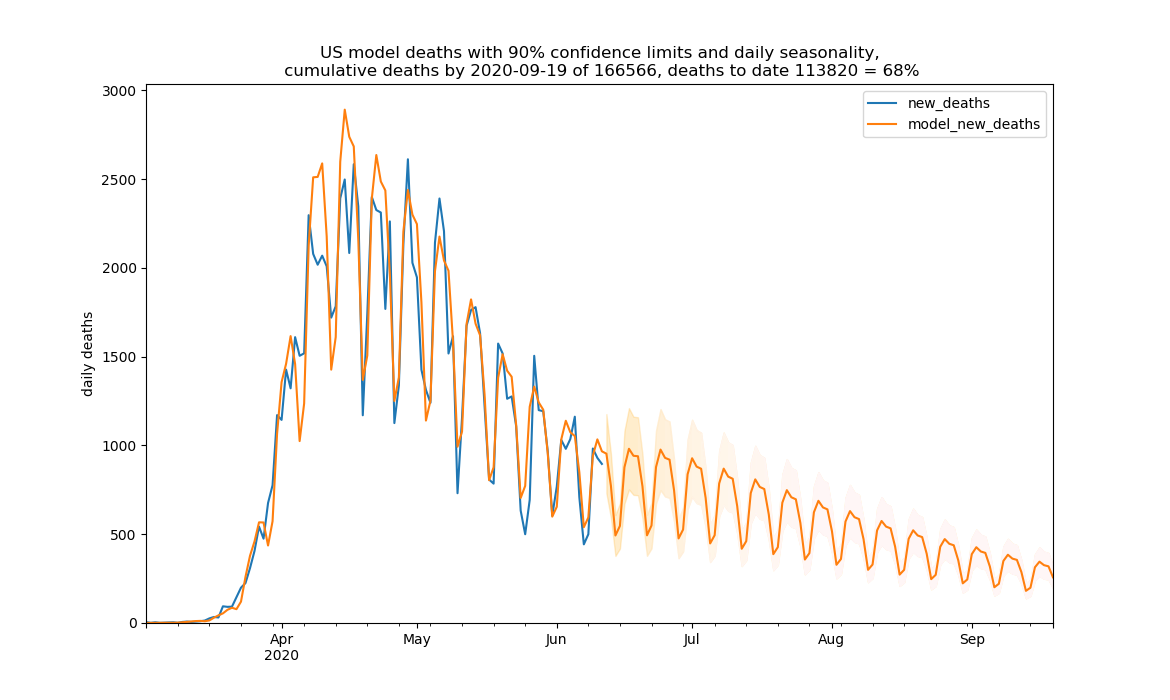 US model deaths with 90% confidence limits and daily seasonality,
cumulative deaths by 2020-09-19 of 166566, deaths to date 113820 = 68%
new_deaths
model_new_deaths
daily deaths
3000
2500
2000
1500
1000
500
0
Apr
2020
May
Jun
Jul
Aug
Sep